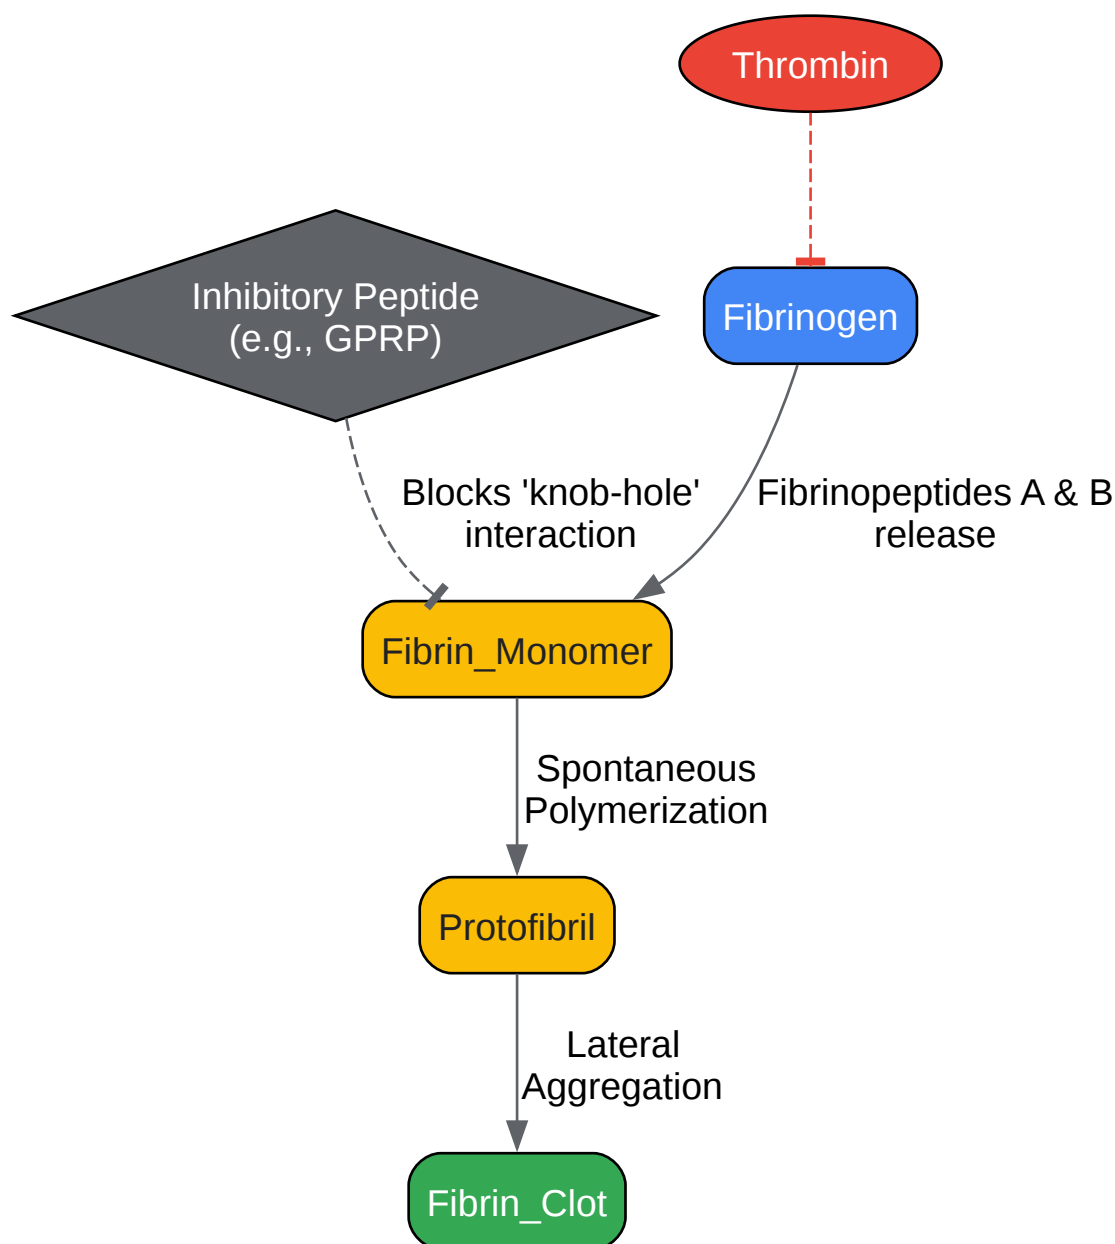 Thrombin
Inhibitory Peptide
(e.g., GPRP)
Fibrinogen
Blocks 'knob-hole'
interaction
Fibrinopeptides A & B
release
Fibrin_Monomer
Spontaneous
Polymerization
Protofibril
Lateral
Aggregation
Fibrin_Clot